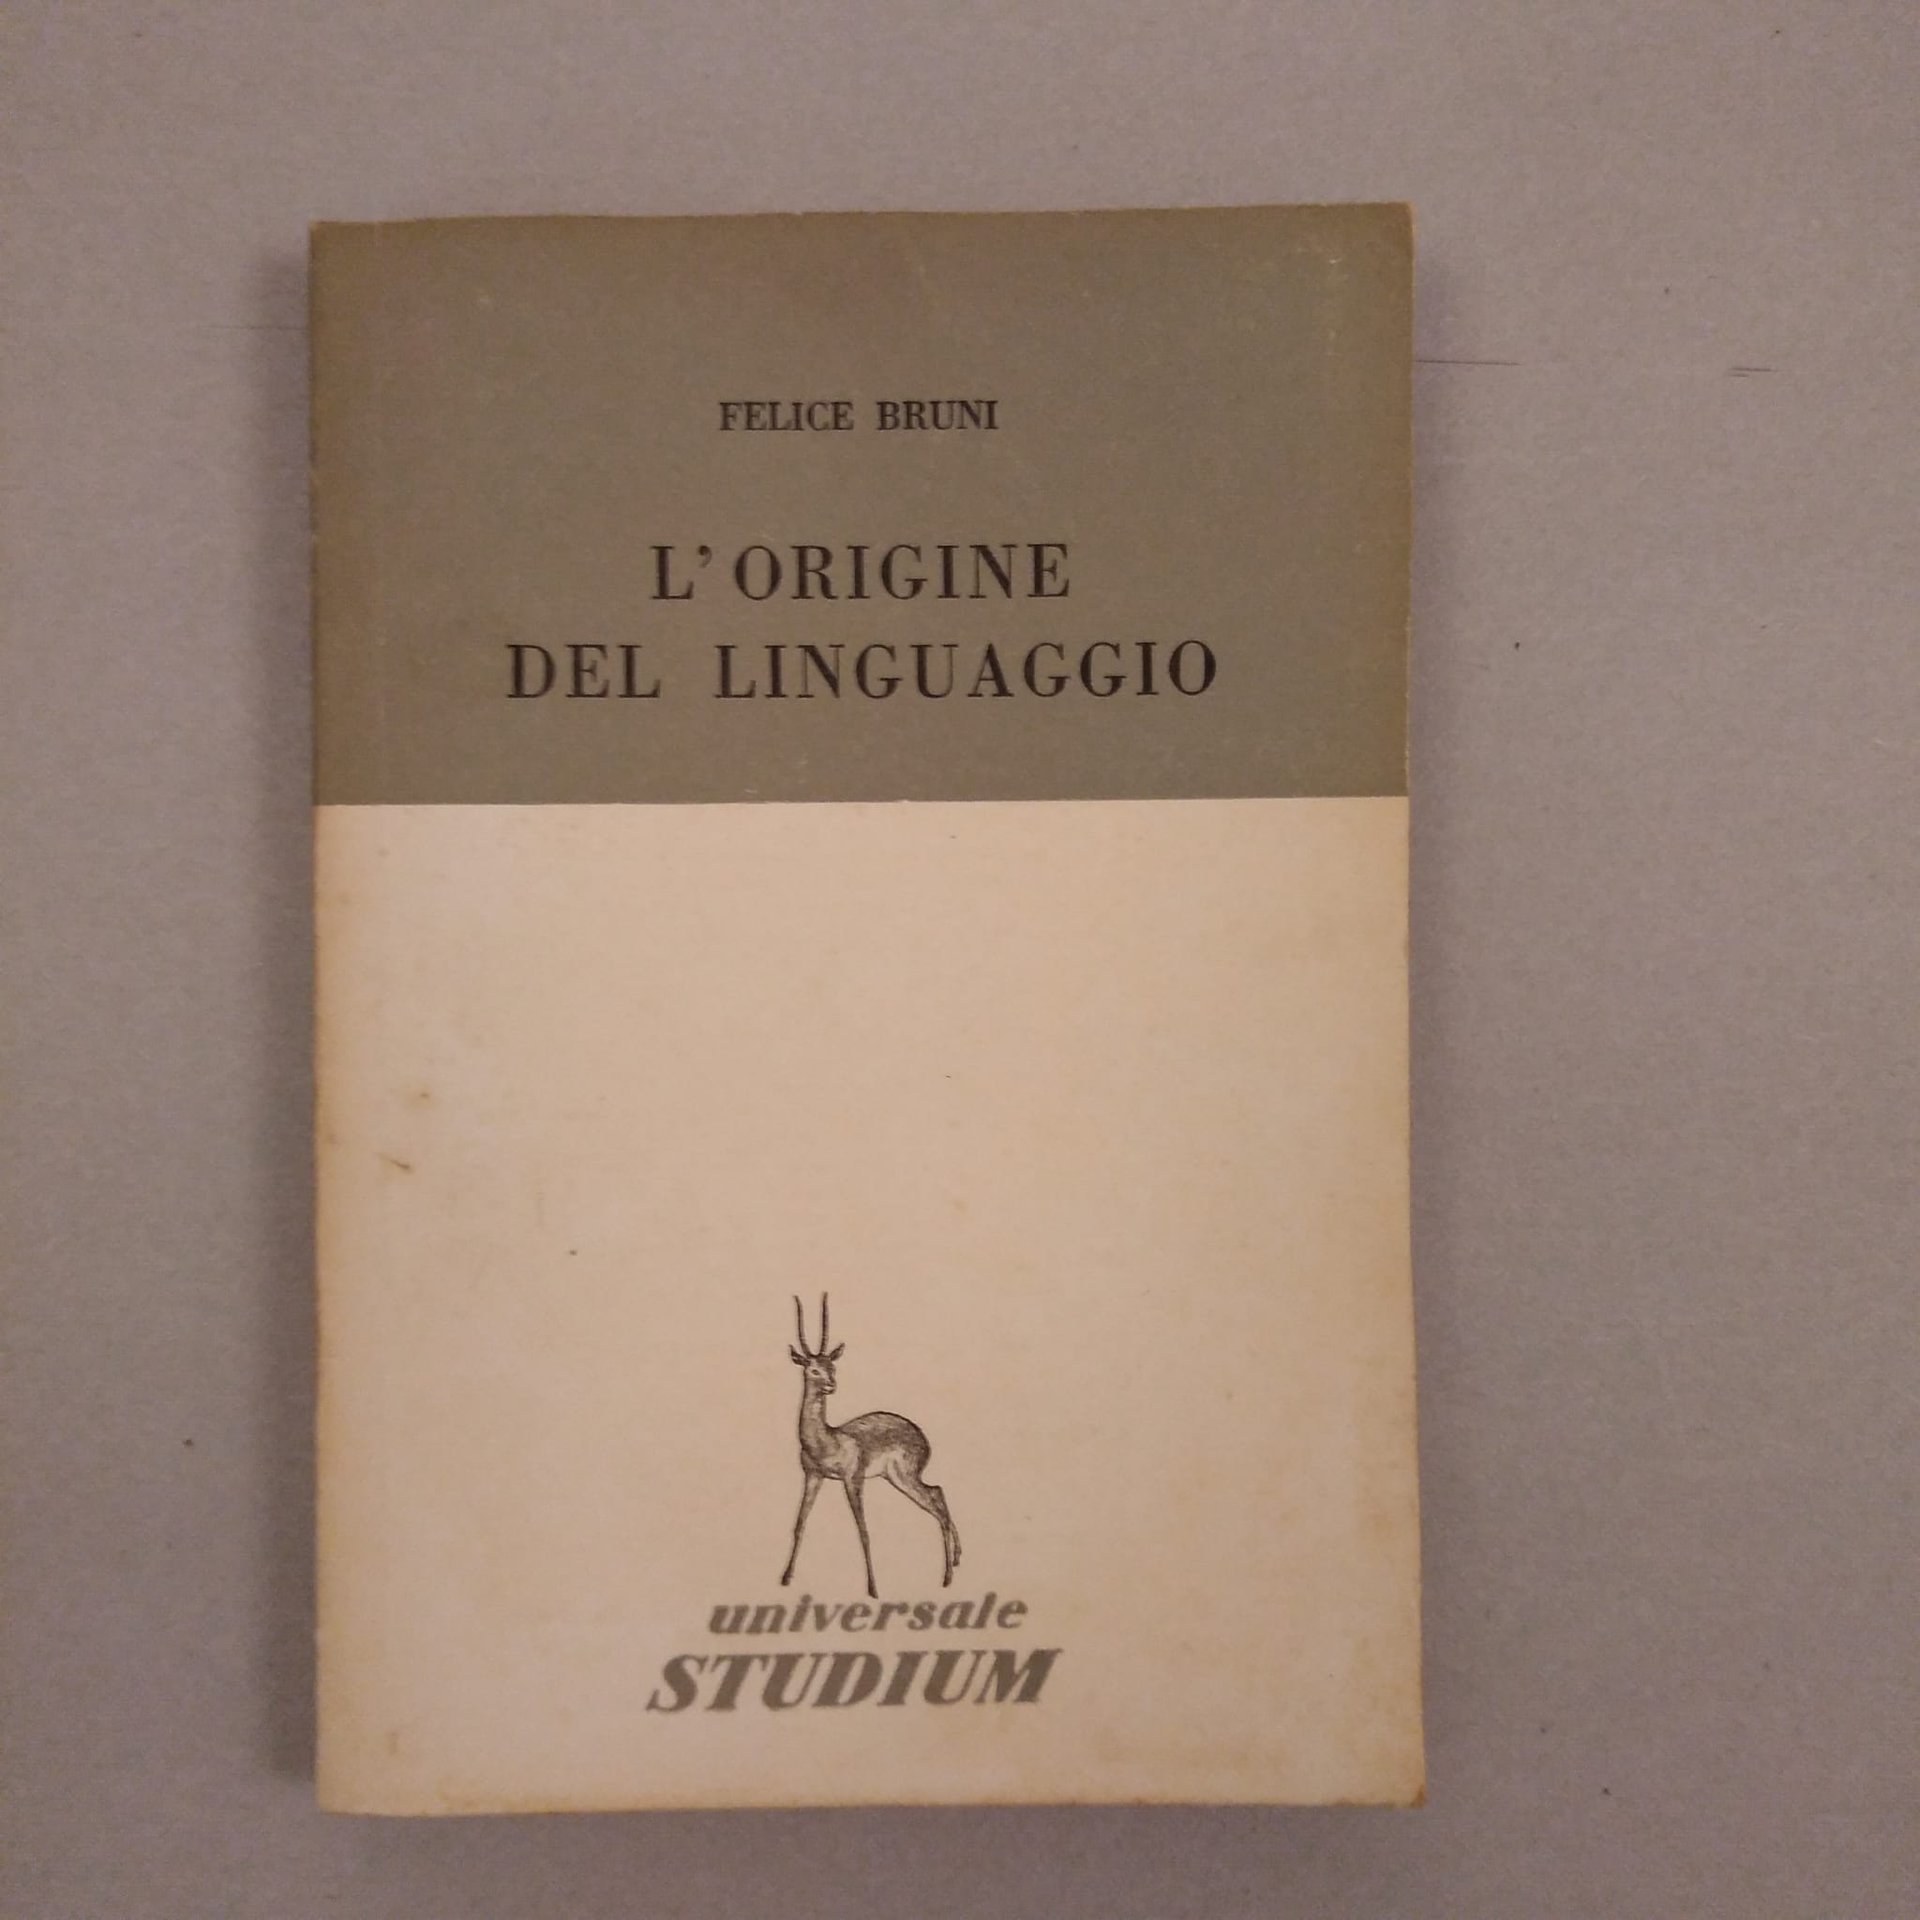 FELICE BRUNI
L'ORIGINE
DEL LINGUAGGIO
universale
STUDIUM